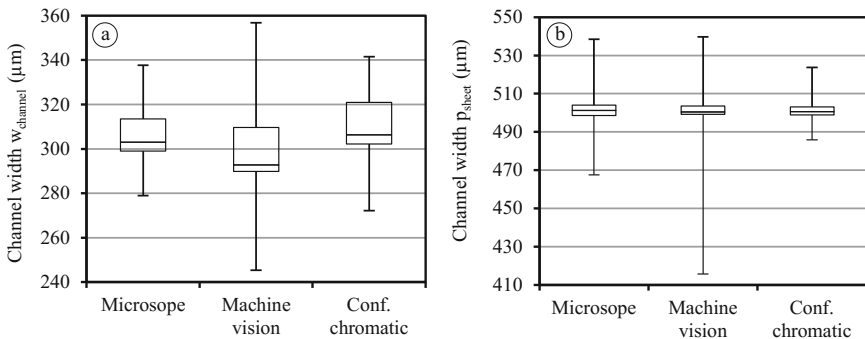 a
Channel width w_channel (µm)
360
340
320
300
280
260
240
Microsope
Machine
vision
Conf.
chromatic
b
Channel width p_sheet (µm)
550
530
510
490
470
450
430
410
Microsope
Machine
vision
Conf.
chromatic